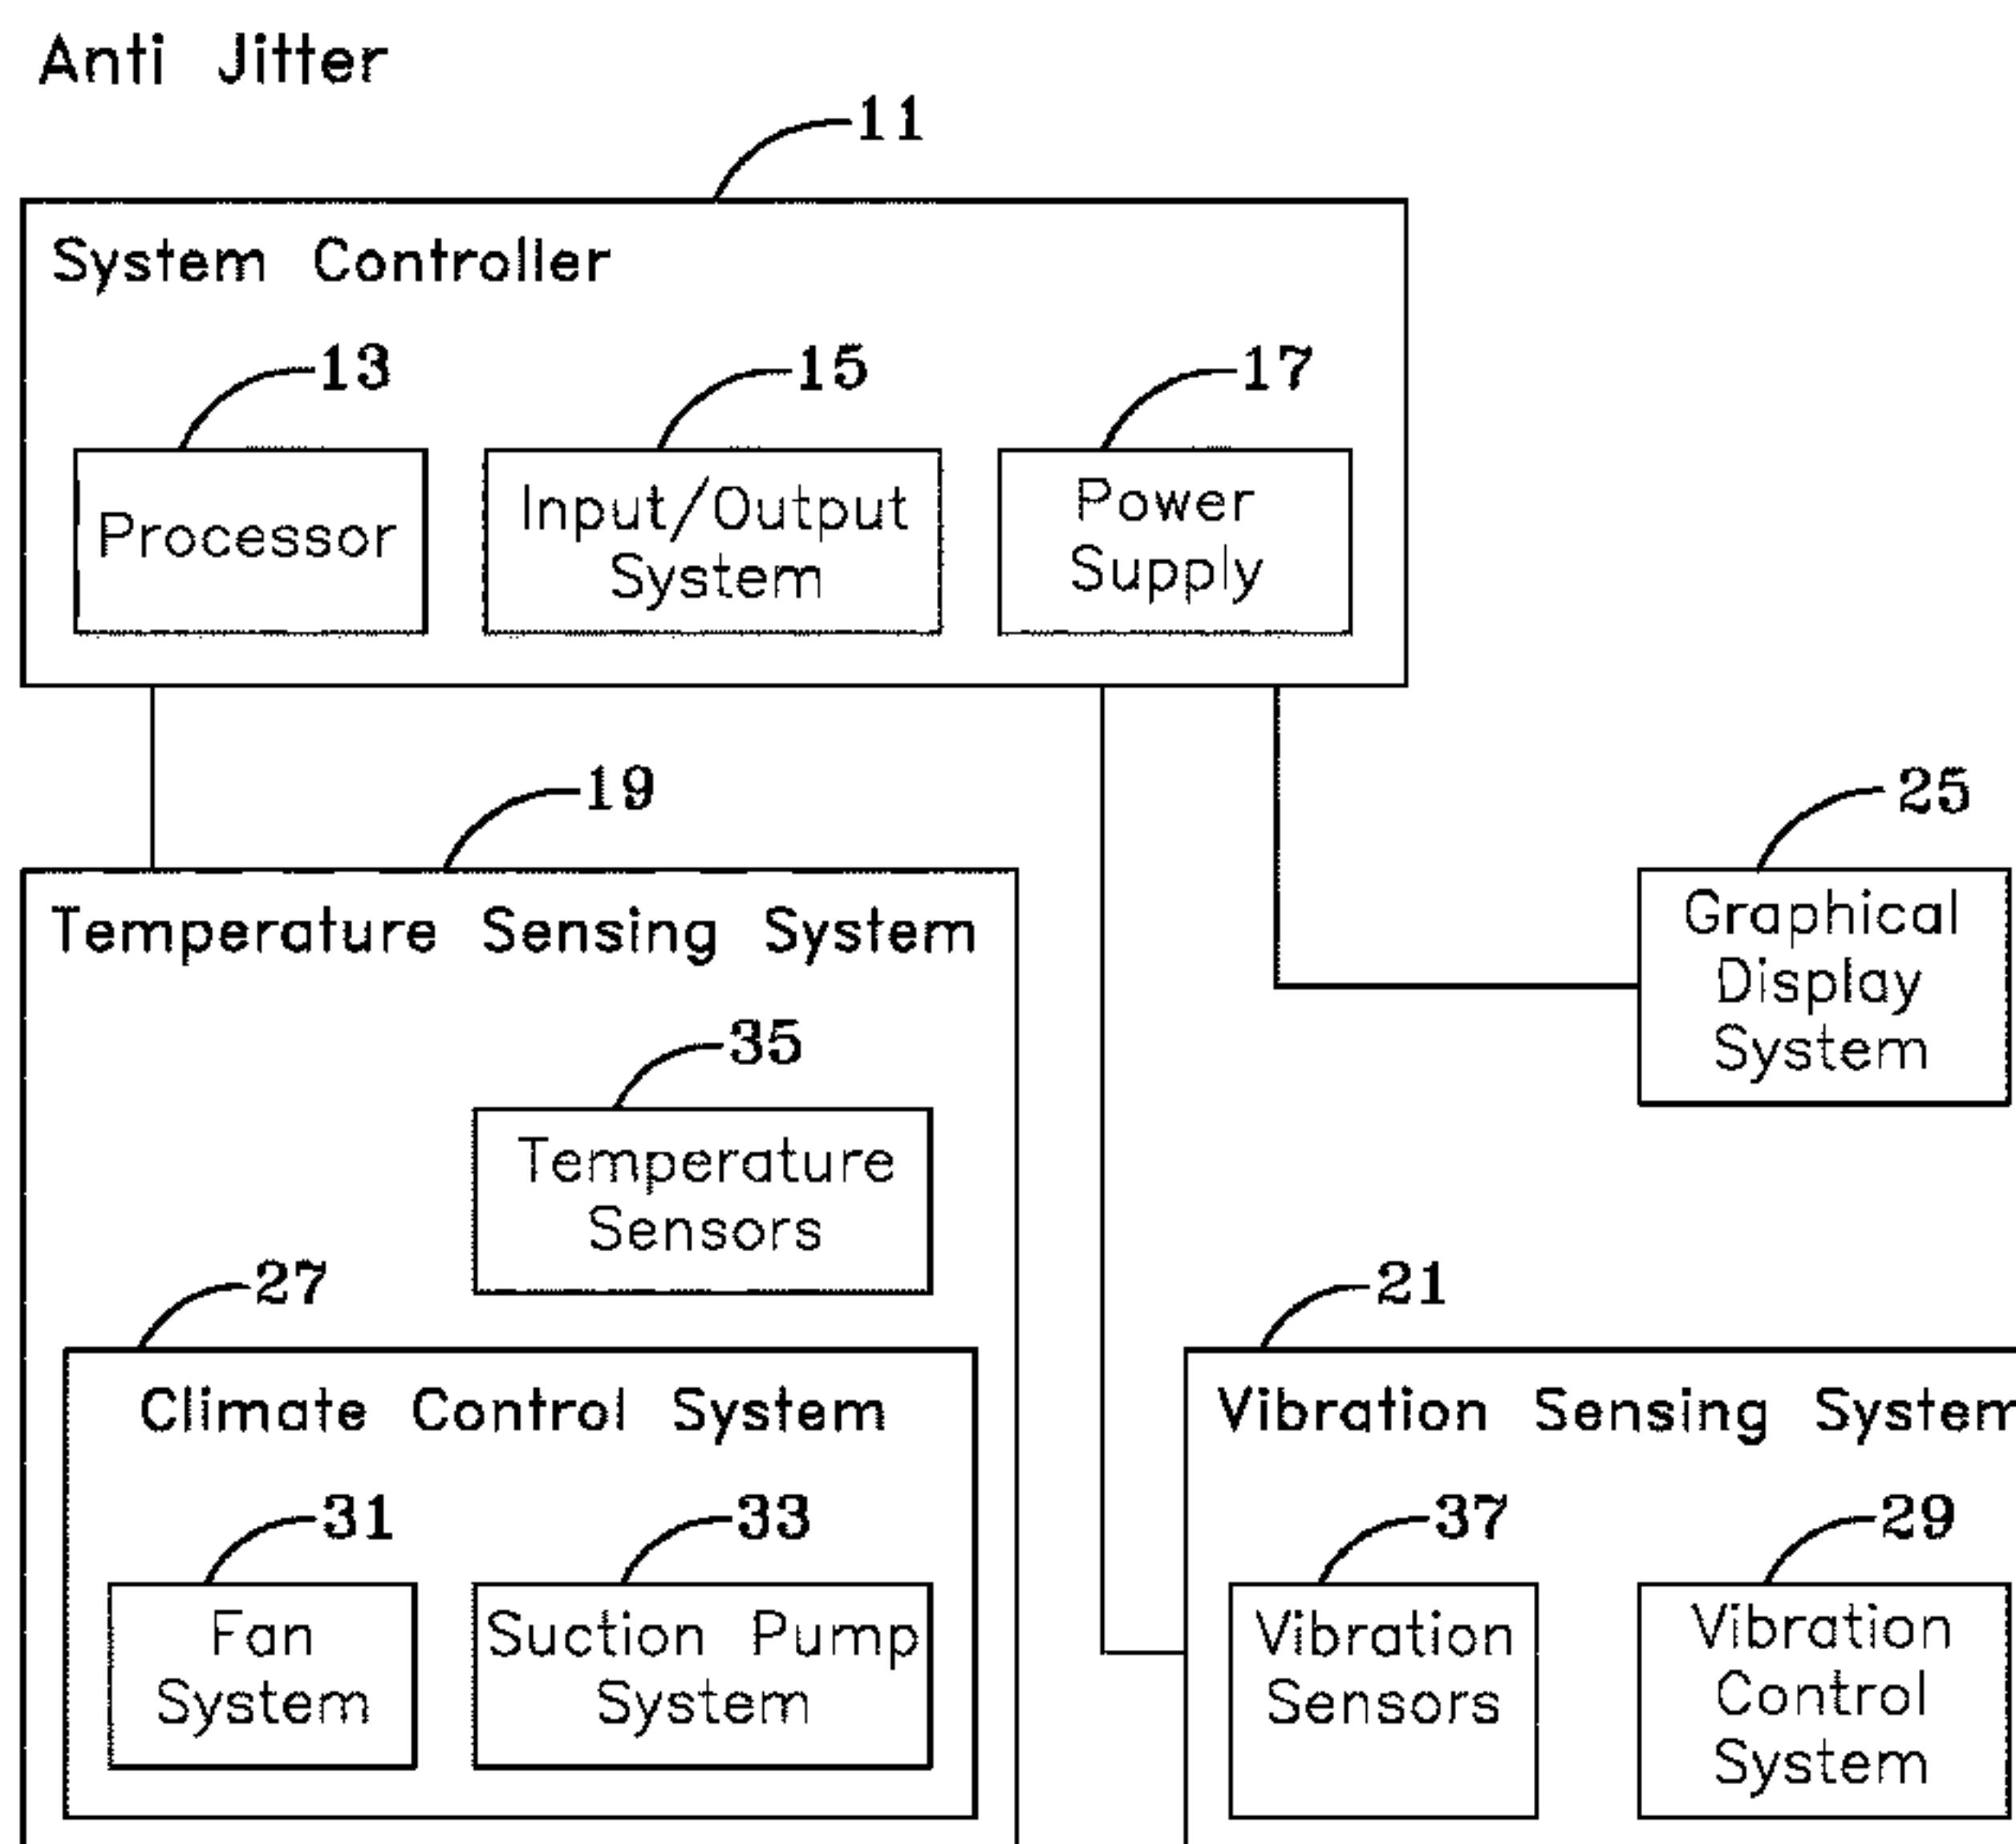 Anti Jitter
11
System Controller
13
15
17
Processor
Input/Output
System
Power
Supply
19
25
Temperature Sensing System
Graphical
Display
System
35
Temperature
Sensors
27
21
Climate Control System
Vibration Sensing System
31
33
37
29
Fan
System
Suction Pump
System
Vibration
Sensors
Vibration
Control
System